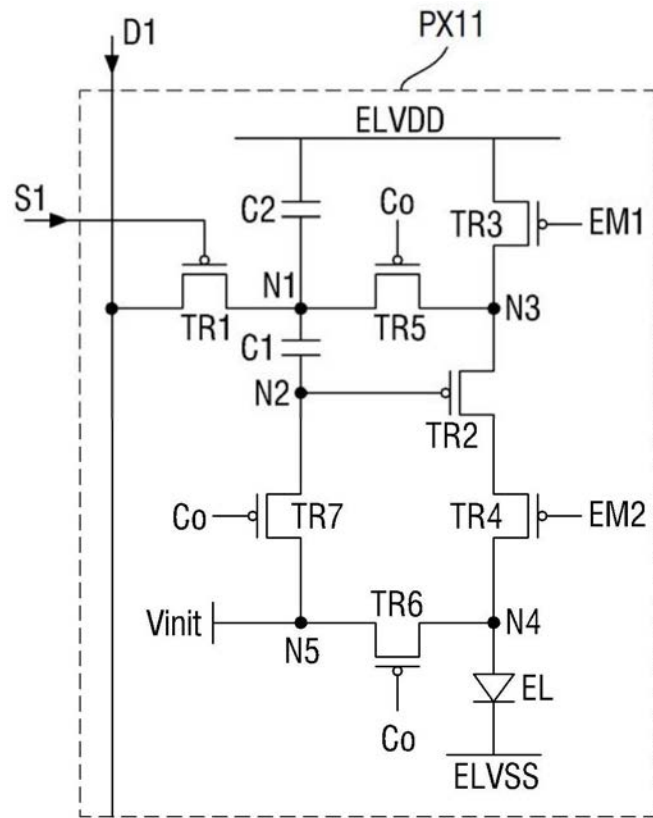 D1
PX11
ELVDD
S1
C2
Co
TR3
EM1
N1
TR1
TR5
N3
C1
N2
TR2
Co
TR7
TR4
EM2
TR6
Vinit
N5
N4
EL
Co
ELVSS